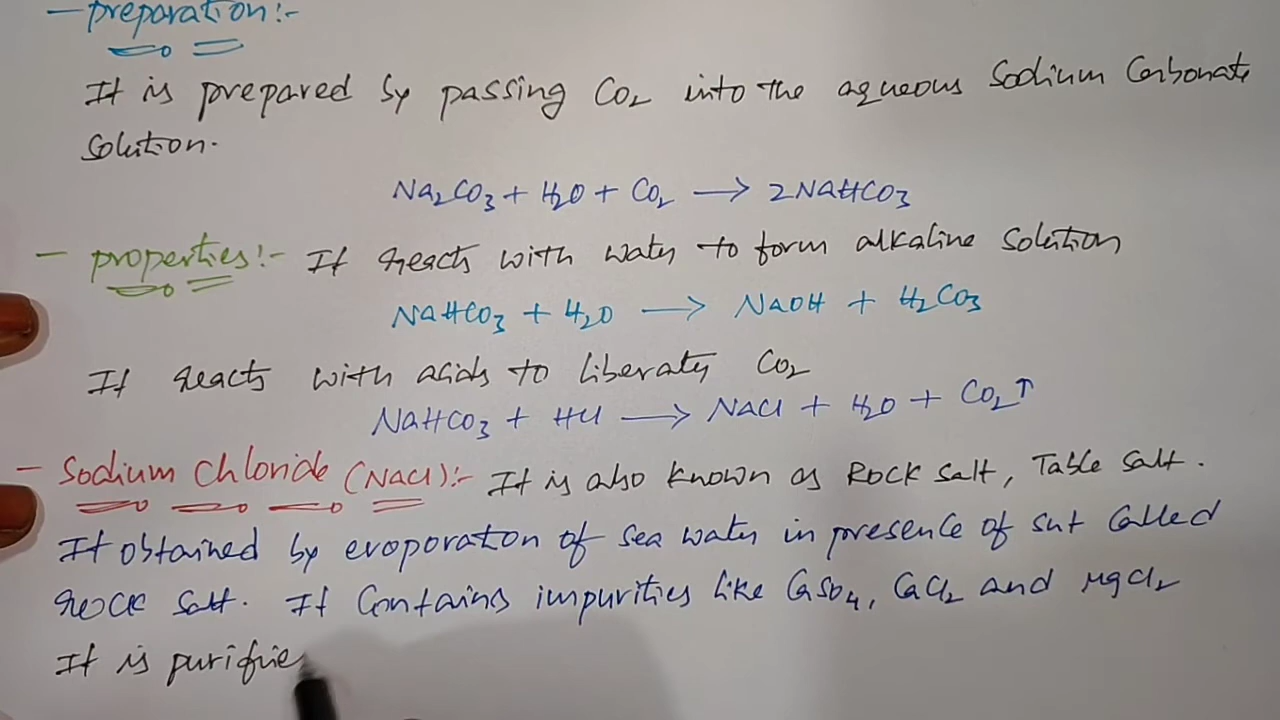 - preparation:-
It is prepared by passing CO2 into the aqueous Sodium Carbonate
Solution.
Na2CO3 + H2O + CO2 → 2NaHCO3
- properties:- It reacts with water to form alkaline solution
NaHCO3 + H2O → NaOH + H2CO3
It reacts with acids to liberate CO2
NaHCO3 + HCl → NaCl + H2O + CO2↑
- Sodium Chloride (NaCl):- It is also known as Rock salt, Table salt.
It obtained by evoporation of sea water in presence of sut Called
rock salt. It Contains impurities like CaSO4, CaCl2 and MgCl2
It is purifie